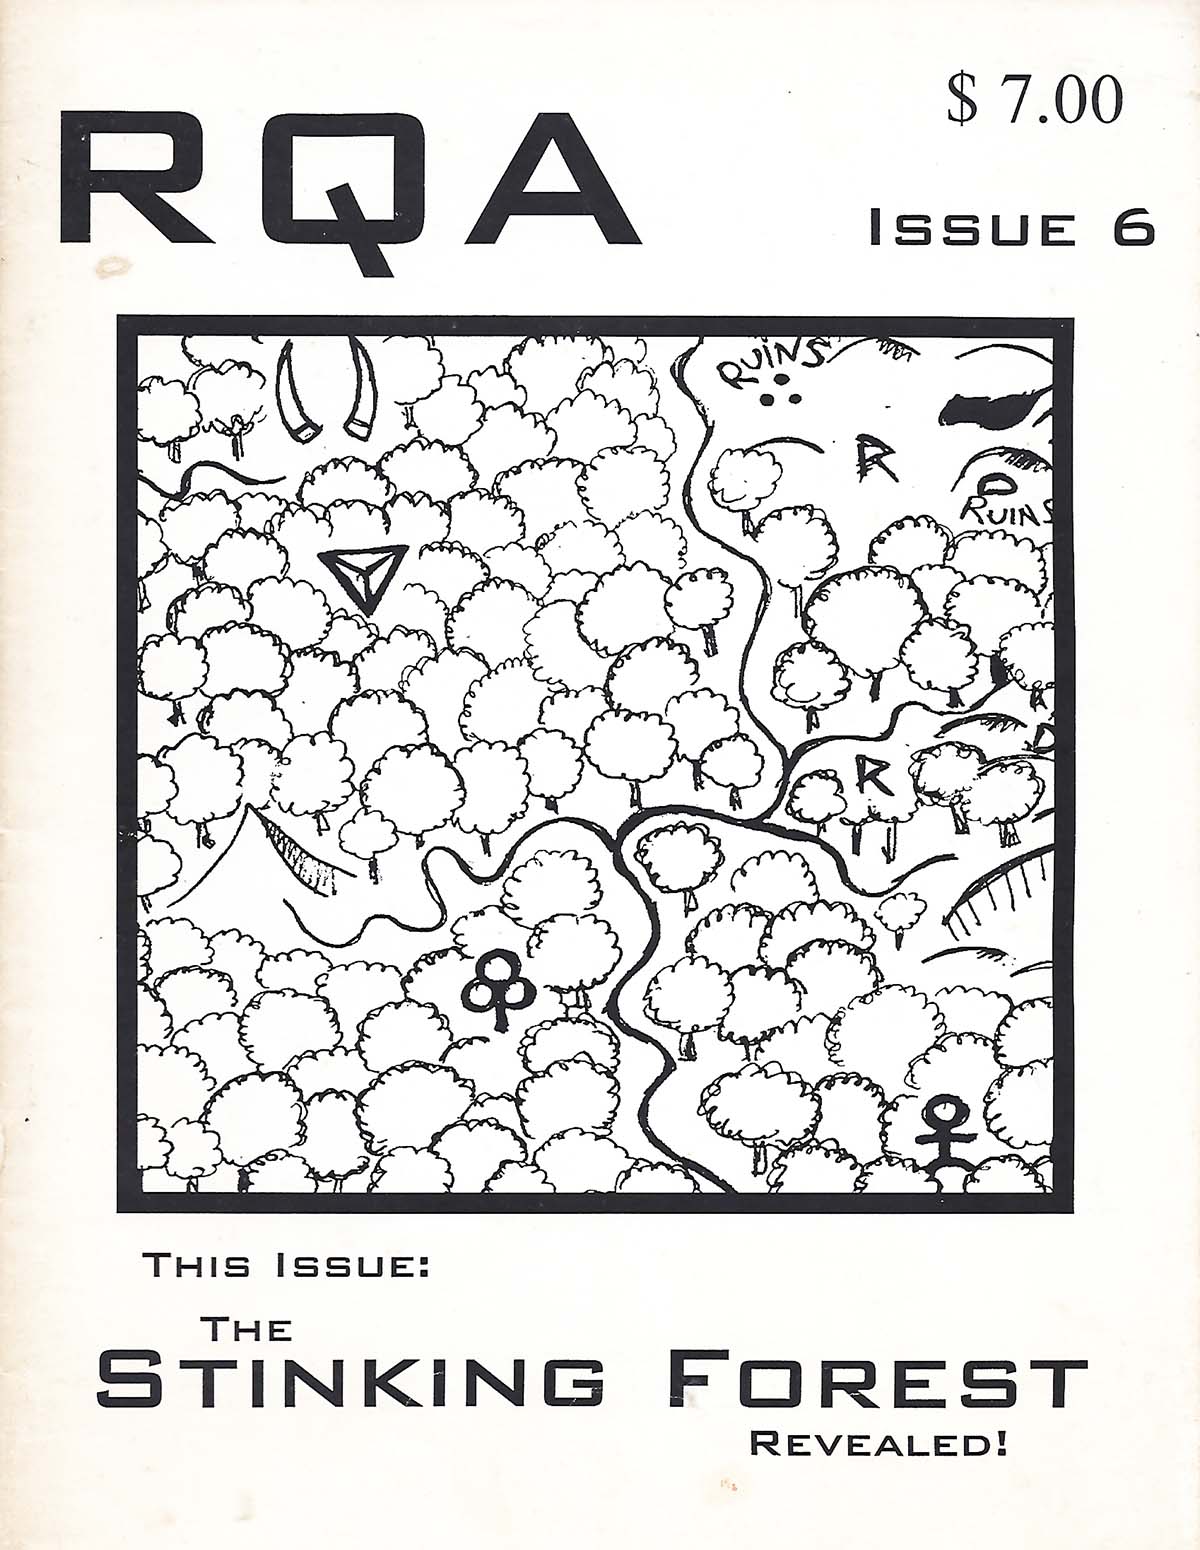 $ 7.00
RQA
ISSUE 6
RUINS
R
D
RUINS
D
R
THIS ISSUE:
THE
STINKING FOREST
REVEALED!